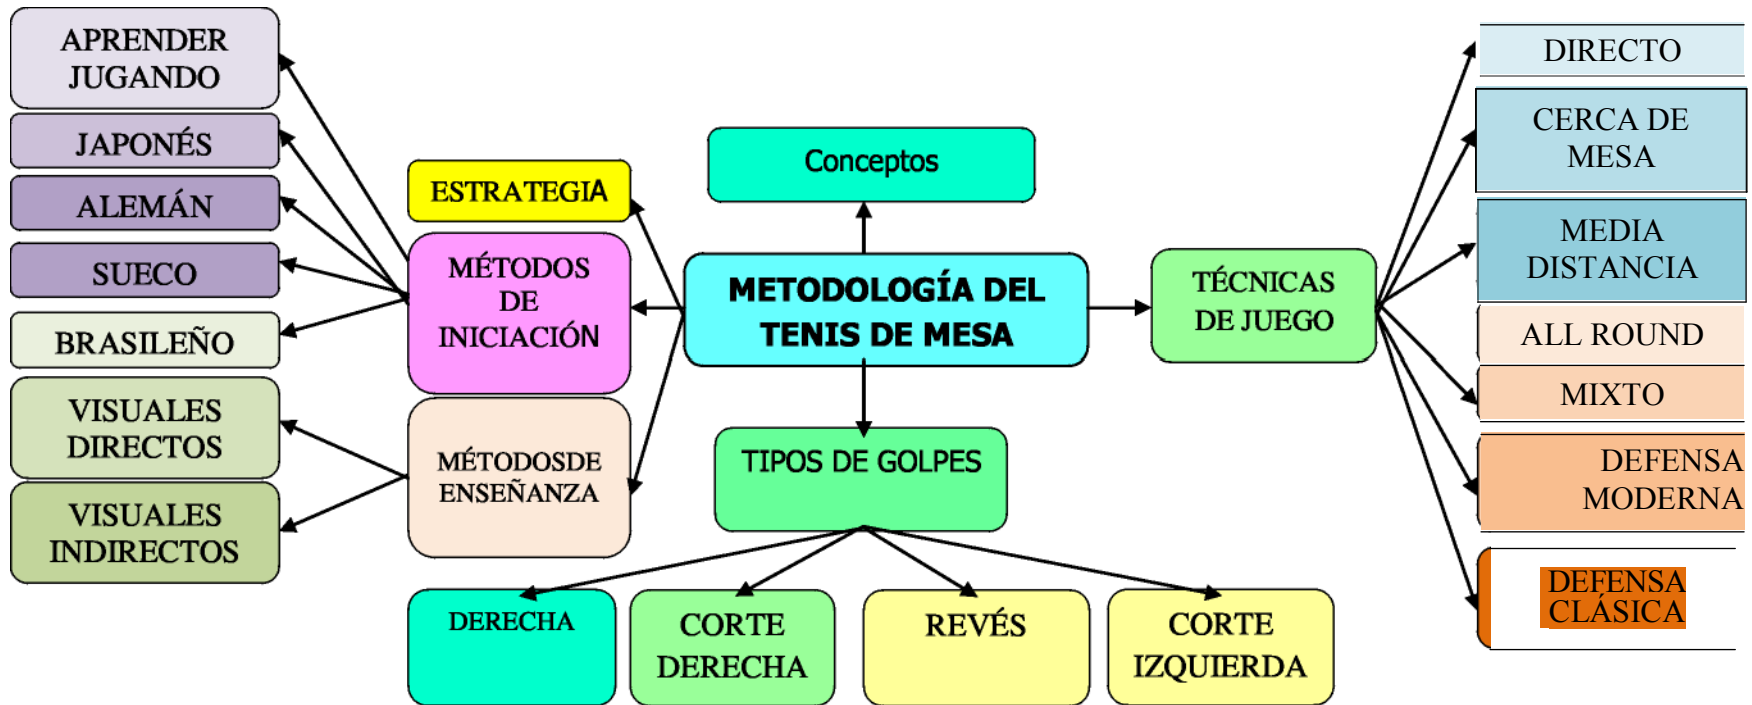 APRENDER
JUGANDO
JAPONÉS
ALEMÁN
SUECO
BRASILEÑO
VISUALES
DIRECTOS
VISUALES
INDIRECTOS
ESTRATEGIA
MÉTODOS
DE
INICIACIÓN
MÉTODOSDE
ENSEÑANZA
Conceptos
METODOLOGÍA DEL
TENIS DE MESA
TIPOS DE GOLPES
DERECHA
CORTE
DERECHA
REVÉS
CORTE
IZQUIERDA
TÉCNICAS
DE JUEGO
DIRECTO
CERCA DE
MESA
MEDIA
DISTANCIA
ALL ROUND
MIXTO
DEFENSA
MODERNA
DEFENSA
CLÁSICA